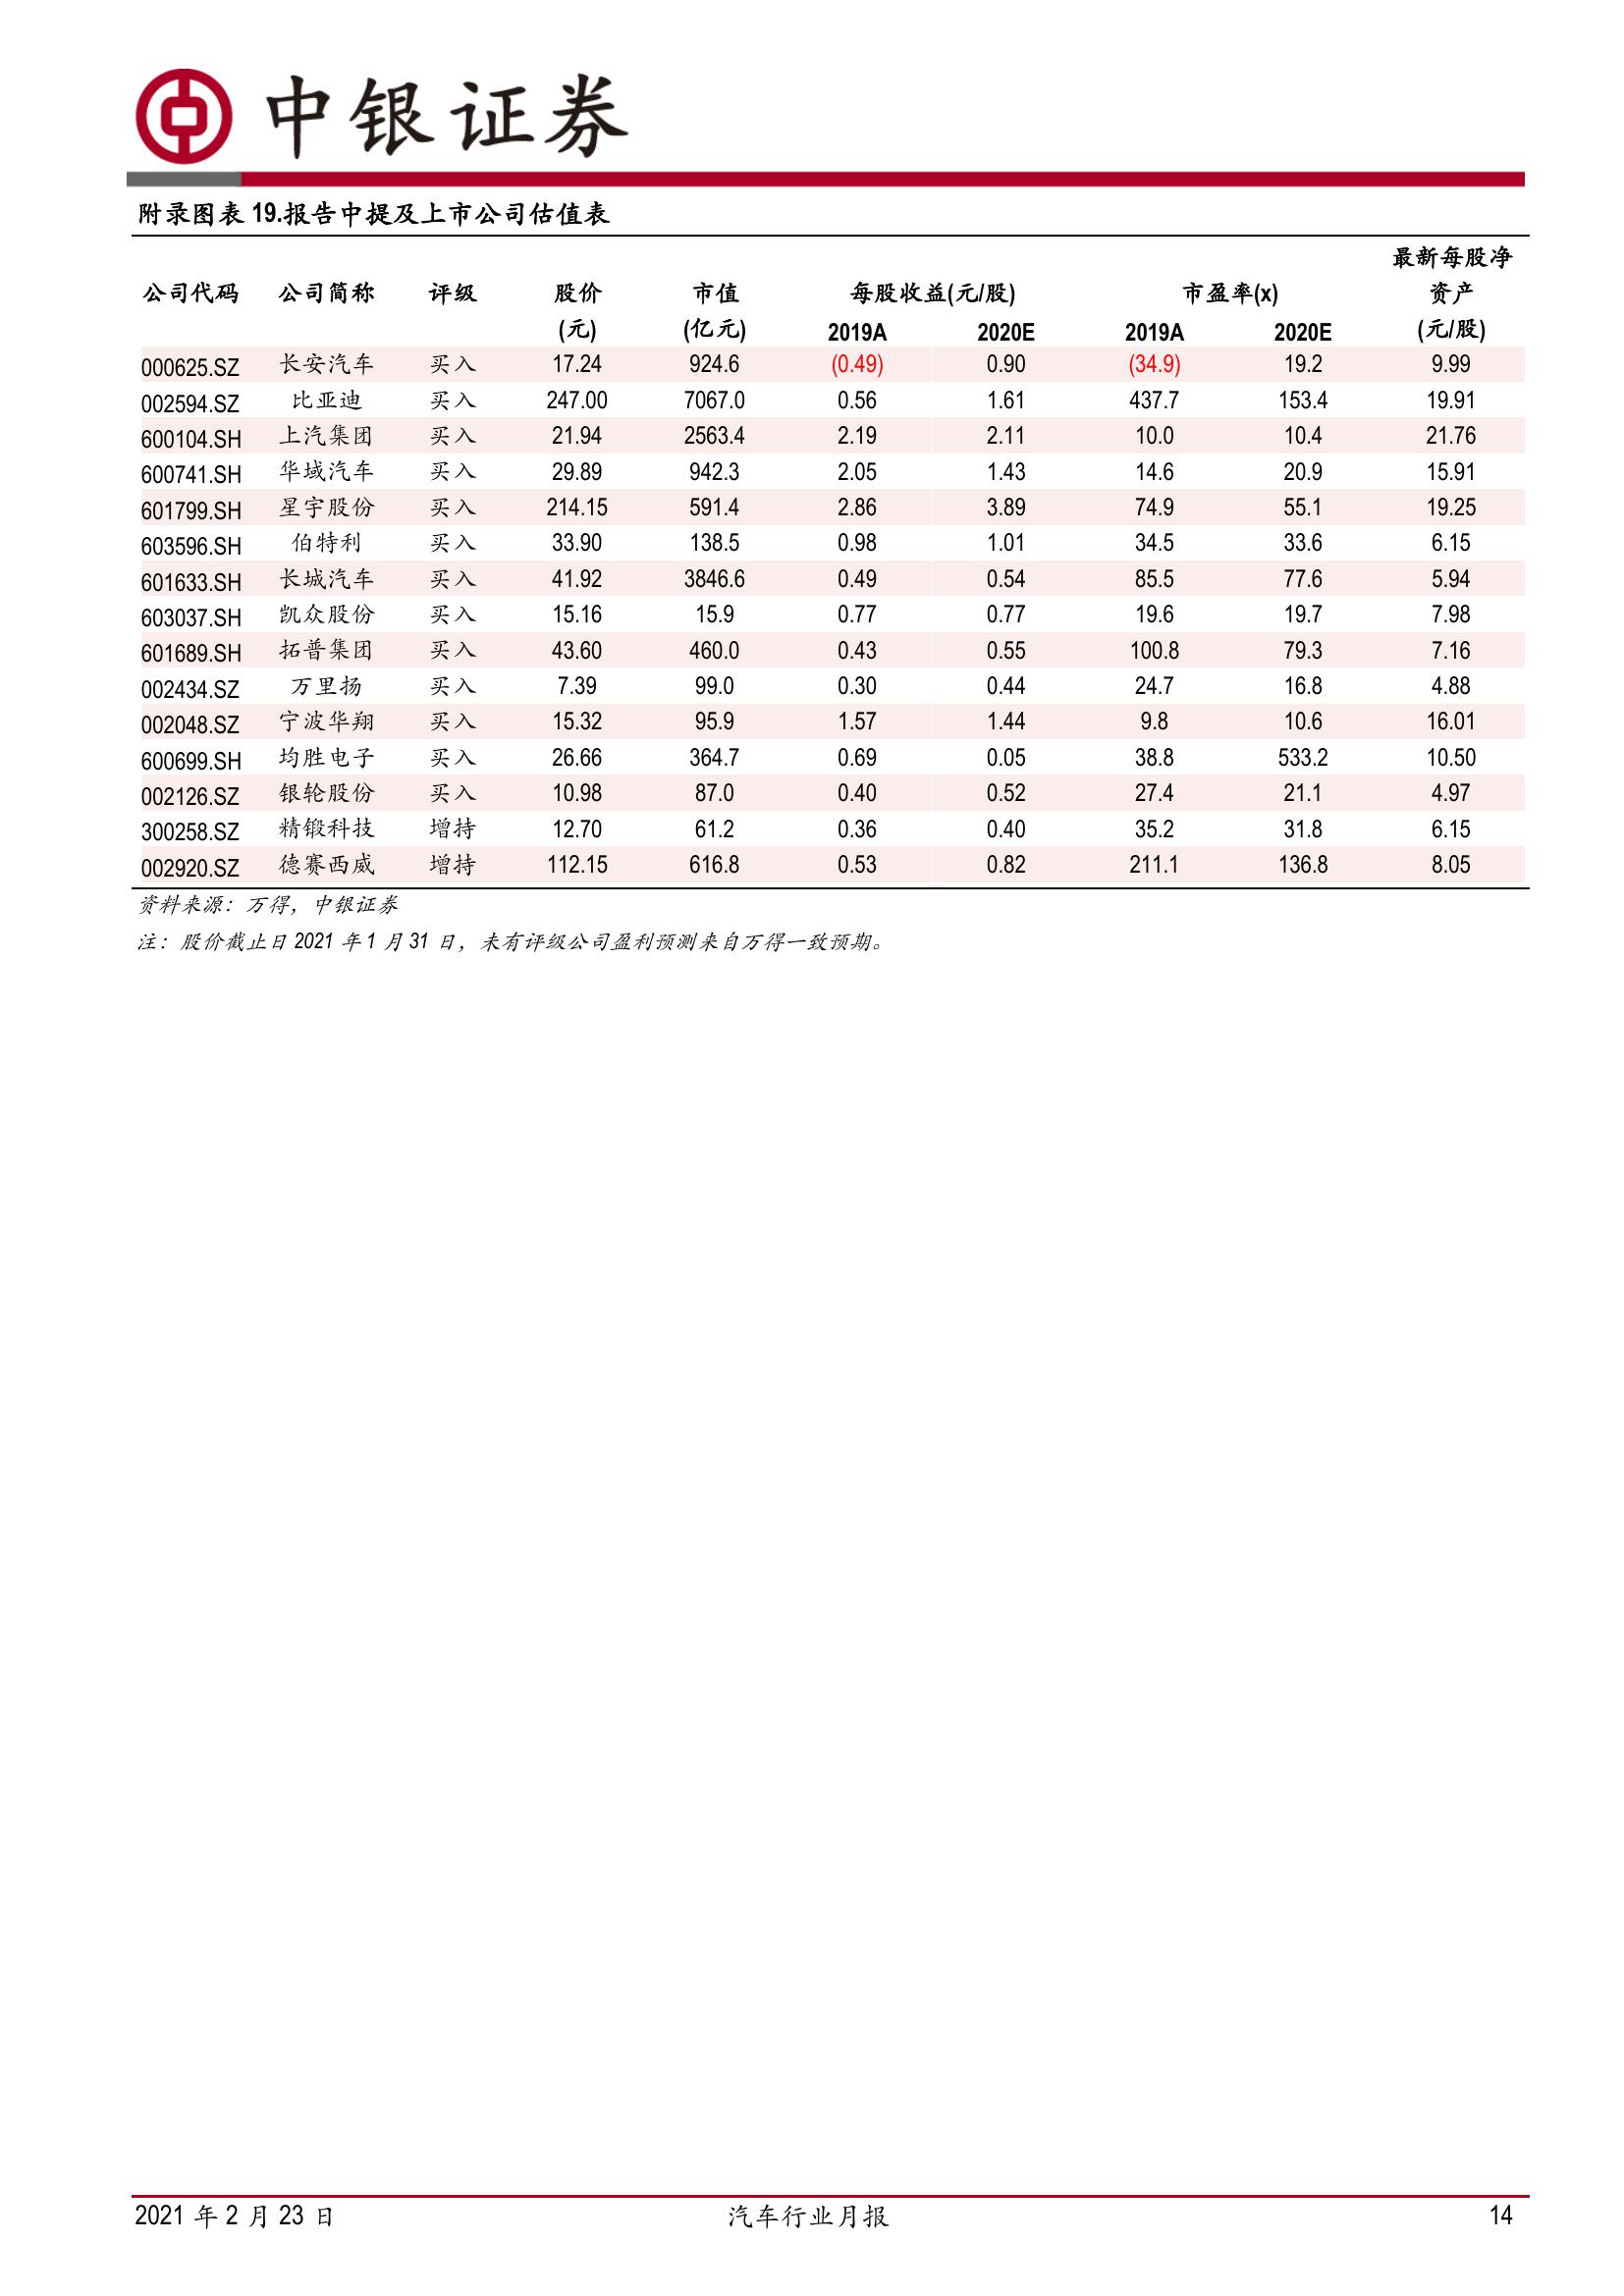 中银证券
附录图表 19.报告中提及上市公司估值表
最新每股净
公司代码 公司简称 评级 股价 市值 每股收益(元/股) 市盈率(x) 资产
(元) (亿元) 2019A 2020E 2019A 2020E (元/股)
000625.SZ 长安汽车 买入 17.24 924.6 (0.49) 0.90 (34.9) 19.2 9.99
002594.SZ 比亚迪 买入 247.00 7067.0 0.56 1.61 437.7 153.4 19.91
600104.SH 上汽集团 买入 21.94 2563.4 2.19 2.11 10.0 10.4 21.76
600741.SH 华域汽车 买入 29.89 942.3 2.05 1.43 14.6 20.9 15.91
601799.SH 星宇股份 买入 214.15 591.4 2.86 3.89 74.9 55.1 19.25
603596.SH 伯特利 买入 33.90 138.5 0.98 1.01 34.5 33.6 6.15
601633.SH 长城汽车 买入 41.92 3846.6 0.49 0.54 85.5 77.6 5.94
603037.SH 凯众股份 买入 15.16 15.9 0.77 0.77 19.6 19.7 7.98
601689.SH 拓普集团 买入 43.60 460.0 0.43 0.55 100.8 79.3 7.16
002434.SZ 万里扬 买入 7.39 99.0 0.30 0.44 24.7 16.8 4.88
002048.SZ 宁波华翔 买入 15.32 95.9 1.57 1.44 9.8 10.6 16.01
600699.SH 均胜电子 买入 26.66 364.7 0.69 0.05 38.8 533.2 10.50
002126.SZ 银轮股份 买入 10.98 87.0 0.40 0.52 27.4 21.1 4.97
300258.SZ 精锻科技 增持 12.70 61.2 0.36 0.40 35.2 31.8 6.15
002920.SZ 德赛西威 增持 112.15 616.8 0.53 0.82 211.1 136.8 8.05
资料来源：万得，中银证券
注：股价截止日 2021 年 1 月 31 日，未有评级公司盈利预测来自万得一致预期。
2021 年 2 月 23 日 汽车行业月报 14